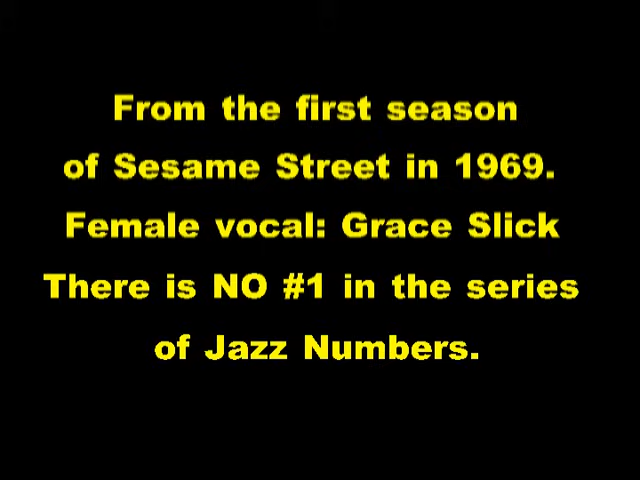 From the first season
of Sesame Street in 1969.
Female vocal: Grace Slick
There is NO #1 in the series
of Jazz Numbers.